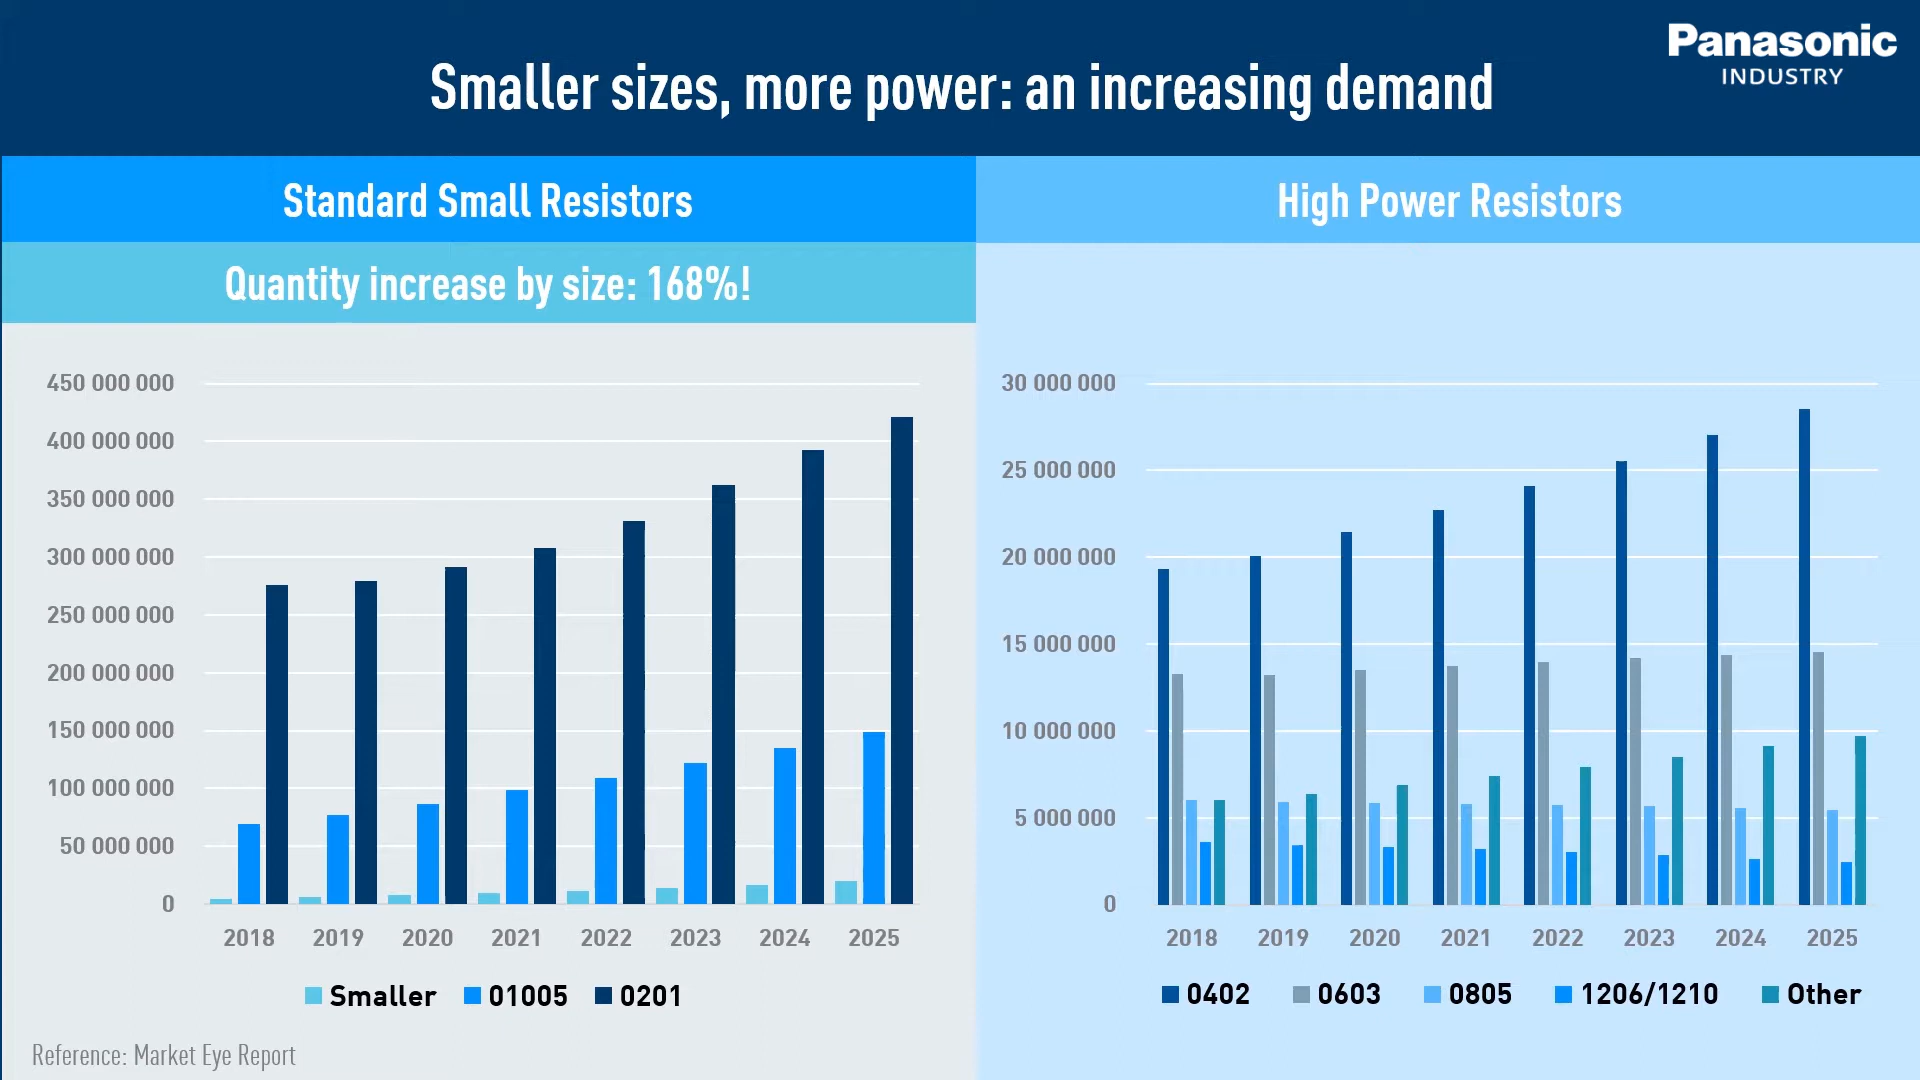 Panasonic
INDUSTRY
Smaller sizes, more power: an increasing demand
Standard Small Resistors
Quantity increase by size: 168%!
450 000 000
400 000 000
350 000 000
300 000 000
250 000 000
200 000 000
150 000 000
100 000 000
50 000 000
0
2018 2019 2020 2021 2022 2023 2024 2025
Smaller 01005 0201
Reference: Market Eye Report
High Power Resistors
30 000 000
25 000 000
20 000 000
15 000 000
10 000 000
5 000 000
0
2018 2019 2020 2021 2022 2023 2024 2025
0402 0603 0805 1206/1210 Other